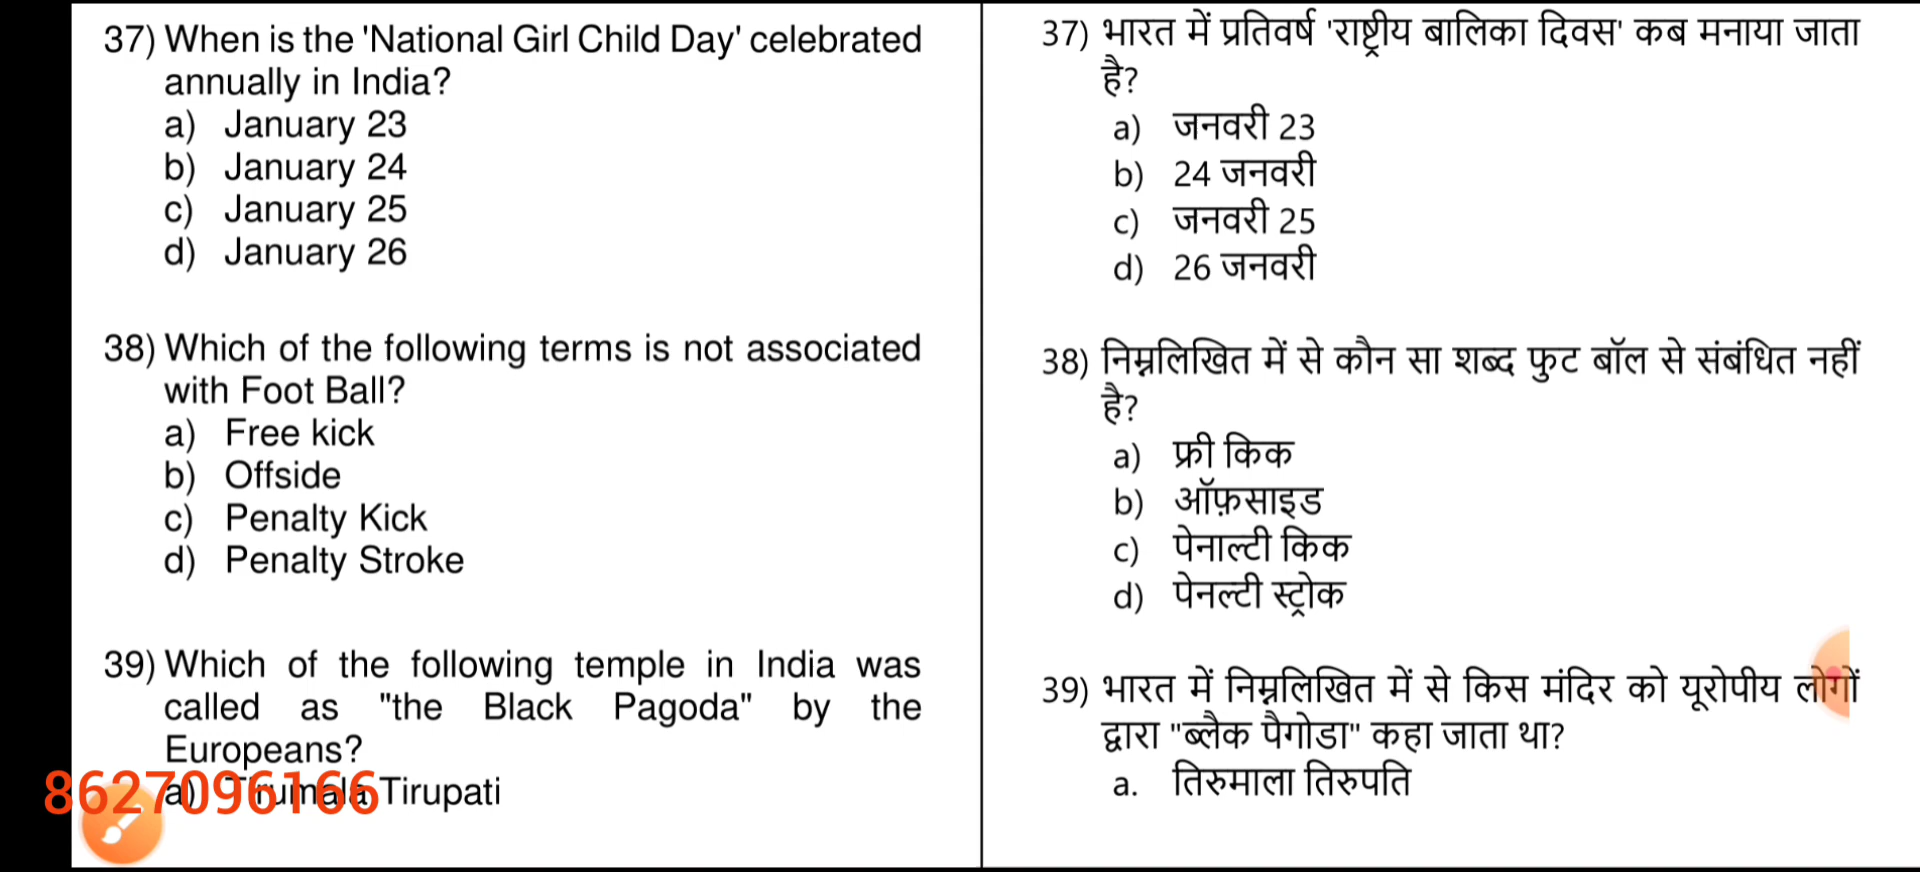 37) When is the 'National Girl Child Day' celebrated
annually in India?
a) January 23
b) January 24
c) January 25
d) January 26
38) Which of the following terms is not associated
with Foot Ball?
a) Free kick
b) Offside
c) Penalty Kick
d) Penalty Stroke
39) Which of the following temple in India was
called as "the Black Pagoda" by the
Europeans?
a) Tirumala Tirupati
8627096166
37) भारत में प्रतिवर्ष 'राष्ट्रीय बालिका दिवस' कब मनाया जाता
है?
a) जनवरी 23
b) 24 जनवरी
c) जनवरी 25
d) 26 जनवरी
38) निम्नलिखित में से कौन सा शब्द फुट बॉल से संबंधित नहीं
है?
a) फ्री किक
b) ऑफ़साइड
c) पेनाल्टी किक
d) पेनल्टी स्ट्रोक
39) भारत में निम्नलिखित में से किस मंदिर को यूरोपीय लोगों
द्वारा "ब्लैक पैगोडा" कहा जाता था?
a. तिरुमाला तिरुपति